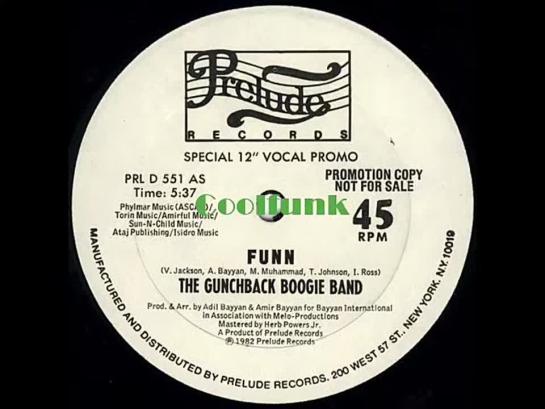 Prelude
RECORDS
SPECIAL 12" VOCAL PROMO
PRL D 551 AS
Time: 5:37
PROMOTION COPY
NOT FOR SALE
Phylmar Music (ASCAP)/
Torin Music/Amirful Music/
Sun-N-Child Music/
Ataj Publishing/Isidro Music
Coolfunk
45
RPM
FUNN
(V. Jackson, A. Bayyan, M. Muhammad, T. Johnson, I. Ross)
THE GUNCHBACK BOOGIE BAND
Prod. & Arr. by Adil Bayyan & Amir Bayyan for Bayyan International
in Association with Melo-Productions
Mastered by Herb Powers Jr.
A Product of Prelude Records
℗ 1982 Prelude Records
MANUFACTURED AND DISTRIBUTED BY PRELUDE RECORDS. 200 WEST 57 ST. NEW YORK. N.Y. 10019